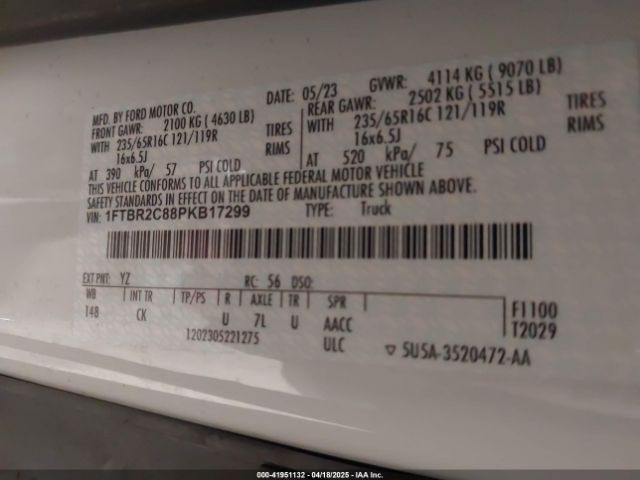 MFD. BY FORD MOTOR CO.
DATE: 05/23 GVWR: 4114 KG ( 9070 LB)
FRONT GAWR: 2100 KG ( 4630 LB) REAR GAWR: 2502 KG ( 5515 LB)
WITH 235/65R16C 121/119R TIRES WITH 235/65R16C 121/119R TIRES
16x6.5J RIMS 16x6.5J RIMS
AT 390 kPa/ 57 PSI COLD AT 520 kPa/ 75 PSI COLD
THIS VEHICLE CONFORMS TO ALL APPLICABLE FEDERAL MOTOR VEHICLE
SAFETY STANDARDS IN EFFECT ON THE DATE OF MANUFACTURE SHOWN ABOVE.
VIN: 1FTBR2C88PKB17299 TYPE: Truck
EXT PNT: YZ RC: 56 DSO:
WB INT TR TP/PS R AXLE TR SPR
148 CK U 7L U AACC
ULC
F1100
T2029
1202305221275
▽ 5U5A-3520472-AA
000-41951132 - 04/18/2025 - IAA Inc.